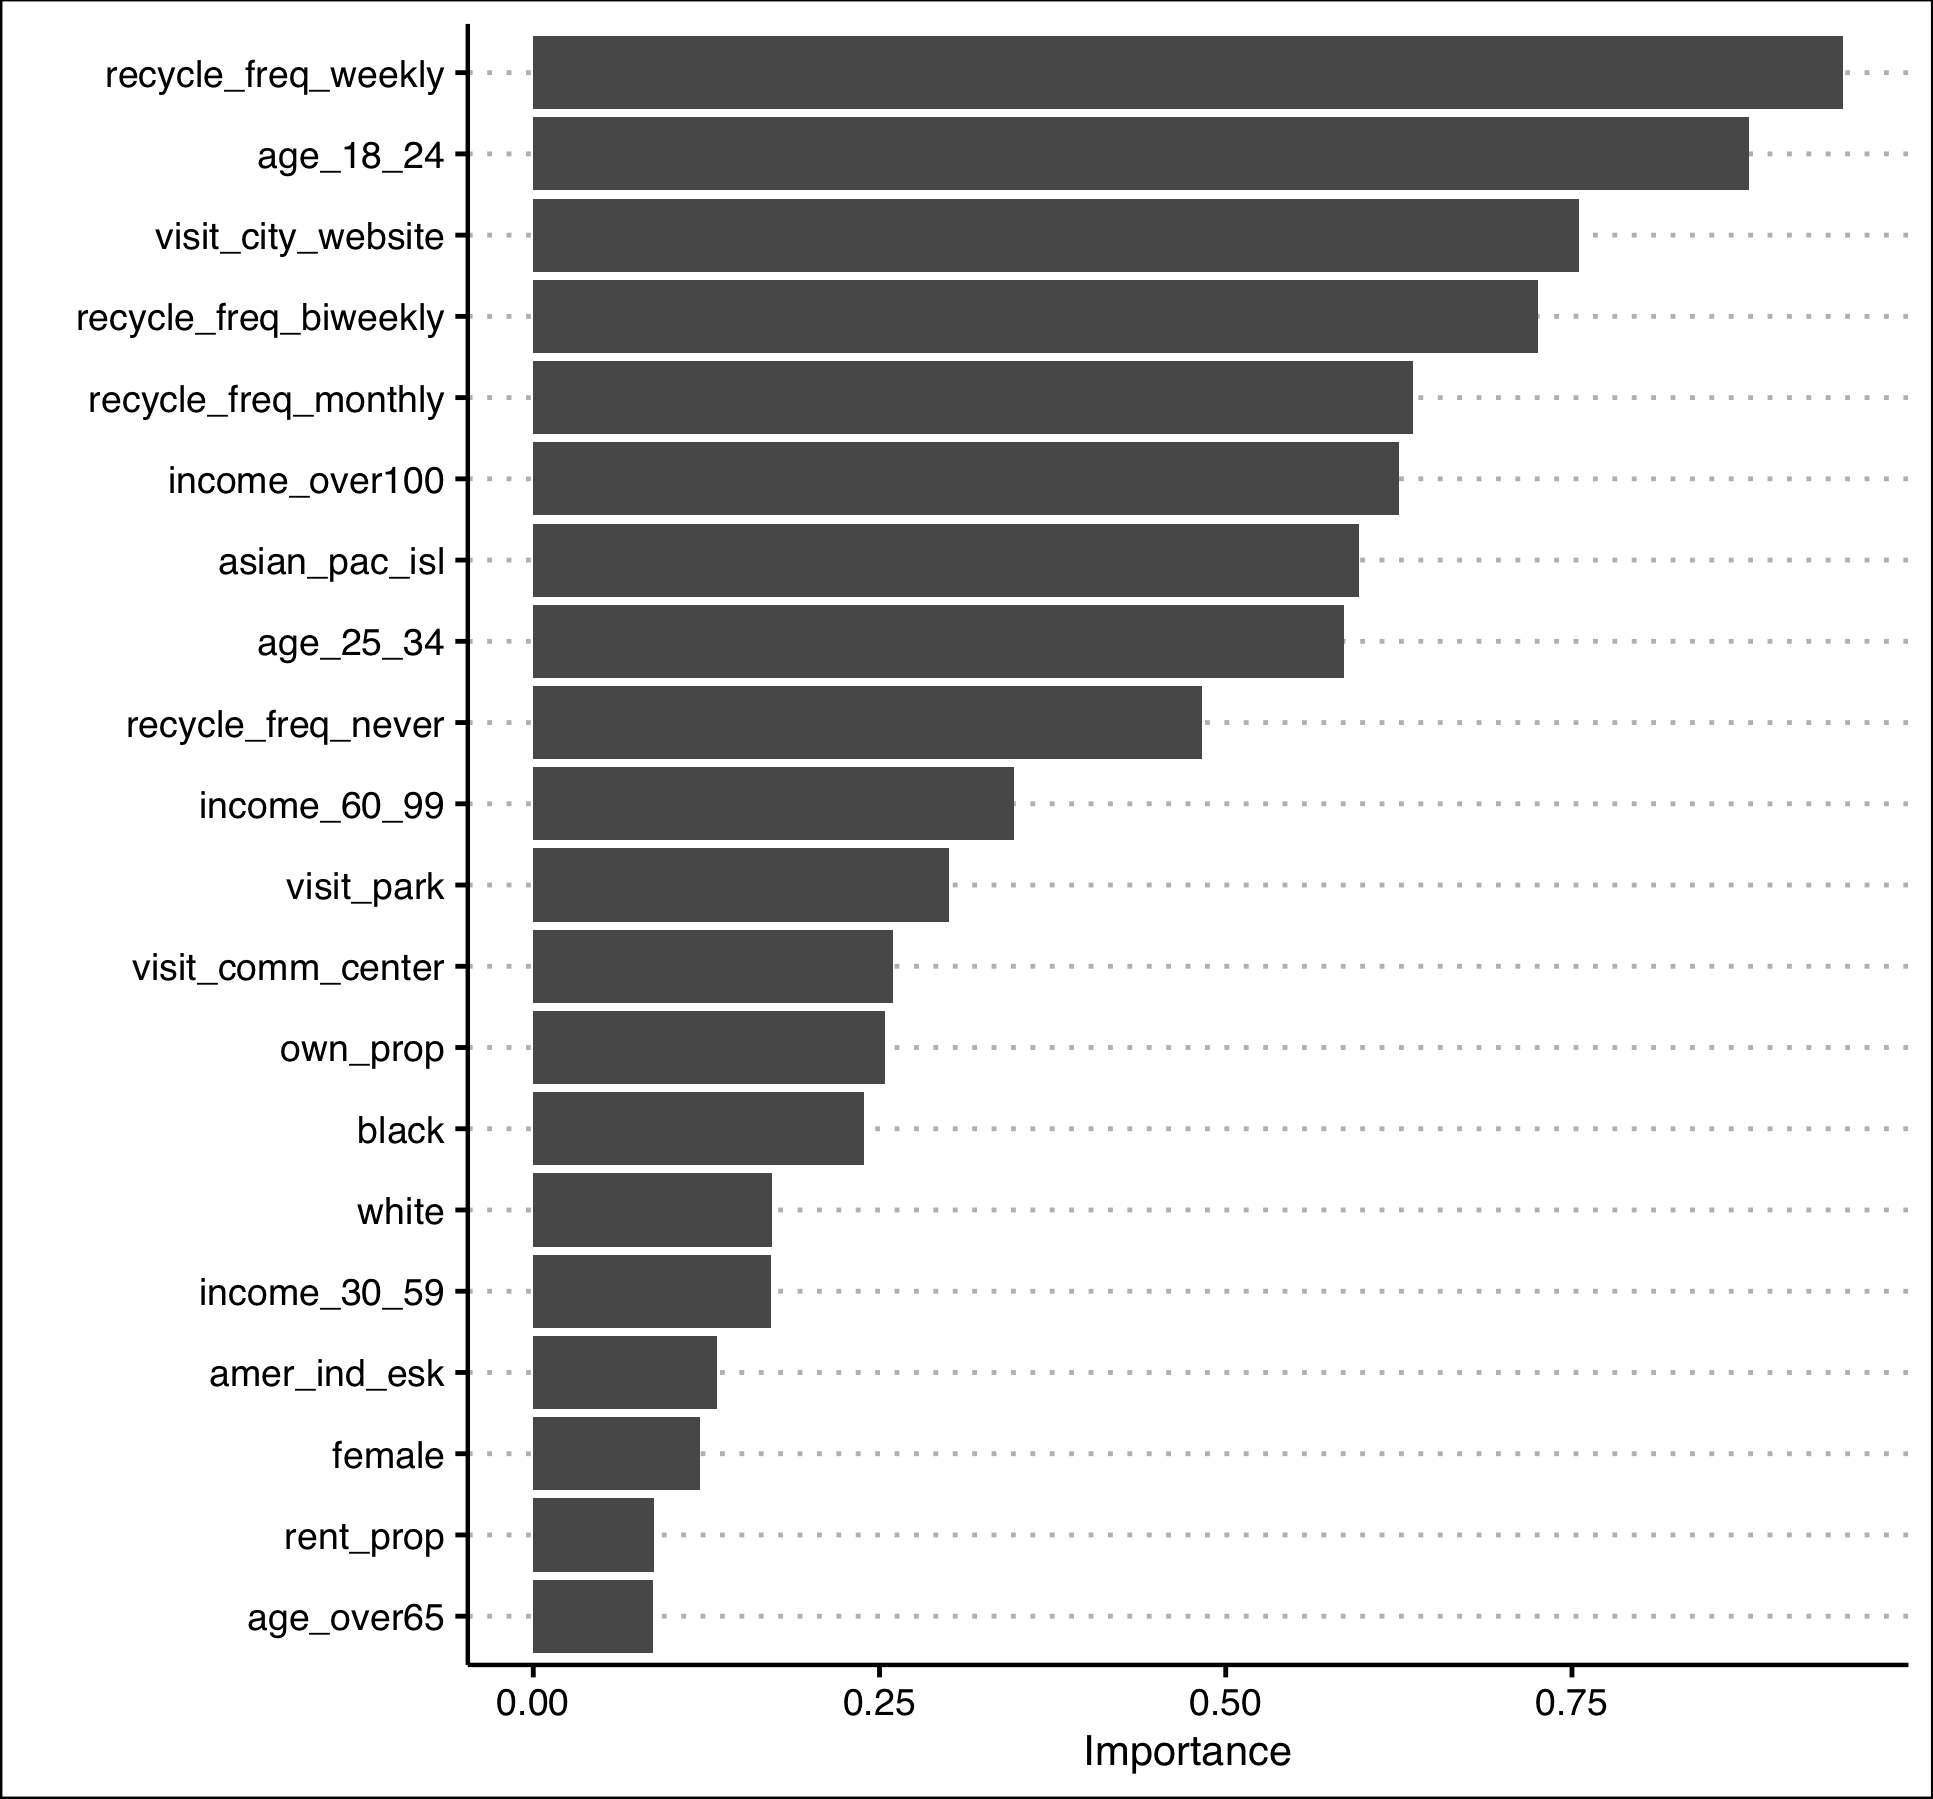 recycle_freq_weekly
age_18_24
visit_city_website
recycle_freq_biweekly
recycle_freq_monthly
income_over100
asian_pac_isl
age_25_34
recycle_freq_never
income_60_99
visit_park
visit_comm_center
own_prop
black
white
income_30_59
amer_ind_esk
female
rent_prop
age_over65
0.00 0.25 0.50 0.75
Importance